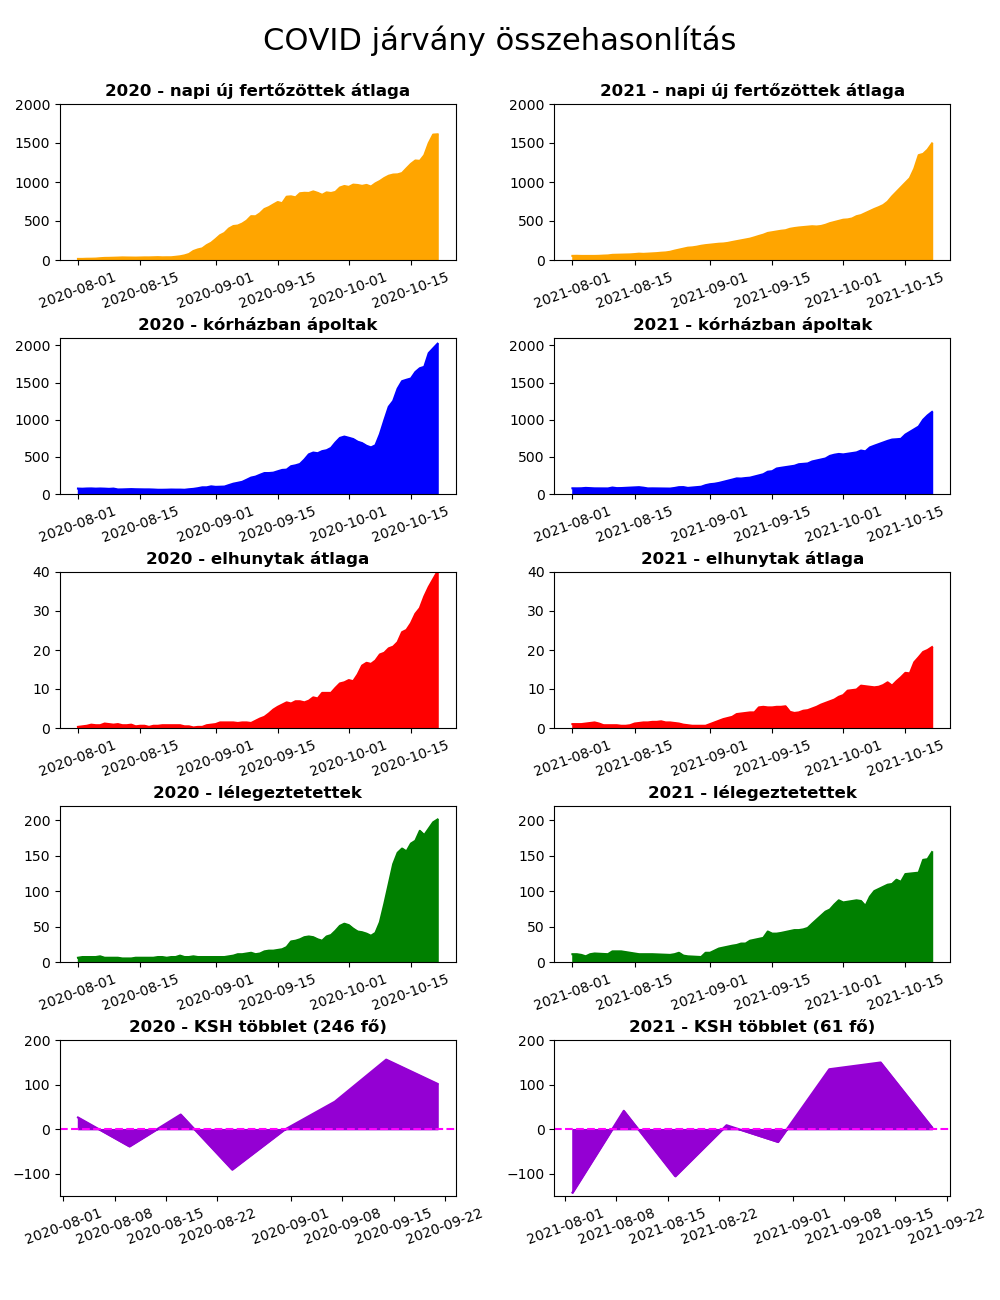 COVID járvány összehasonlítás
2020 - napi új fertőzöttek átlaga
2000
1500
1000
500
0
2020-08-01 2020-08-15 2020-09-01 2020-09-15 2020-10-01 2020-10-15
2021 - napi új fertőzöttek átlaga
2000
1500
1000
500
0
2021-08-01 2021-08-15 2021-09-01 2021-09-15 2021-10-01 2021-10-15
2020 - kórházban ápoltak
2000
1500
1000
500
0
2020-08-01 2020-08-15 2020-09-01 2020-09-15 2020-10-01 2020-10-15
2021 - kórházban ápoltak
2000
1500
1000
500
0
2021-08-01 2021-08-15 2021-09-01 2021-09-15 2021-10-01 2021-10-15
2020 - elhunytak átlaga
40
30
20
10
0
2020-08-01 2020-08-15 2020-09-01 2020-09-15 2020-10-01 2020-10-15
2021 - elhunytak átlaga
40
30
20
10
0
2021-08-01 2021-08-15 2021-09-01 2021-09-15 2021-10-01 2021-10-15
2020 - lélegeztetettek
200
150
100
50
0
2020-08-01 2020-08-15 2020-09-01 2020-09-15 2020-10-01 2020-10-15
2021 - lélegeztetettek
200
150
100
50
0
2021-08-01 2021-08-15 2021-09-01 2021-09-15 2021-10-01 2021-10-15
2020 - KSH többlet (246 fő)
200
100
0
−100
2020-08-01 2020-08-08 2020-08-15 2020-08-22 2020-09-01 2020-09-08 2020-09-15 2020-09-22
2021 - KSH többlet (61 fő)
200
100
0
−100
2021-08-01 2021-08-08 2021-08-15 2021-08-22 2021-09-01 2021-09-08 2021-09-15 2021-09-22